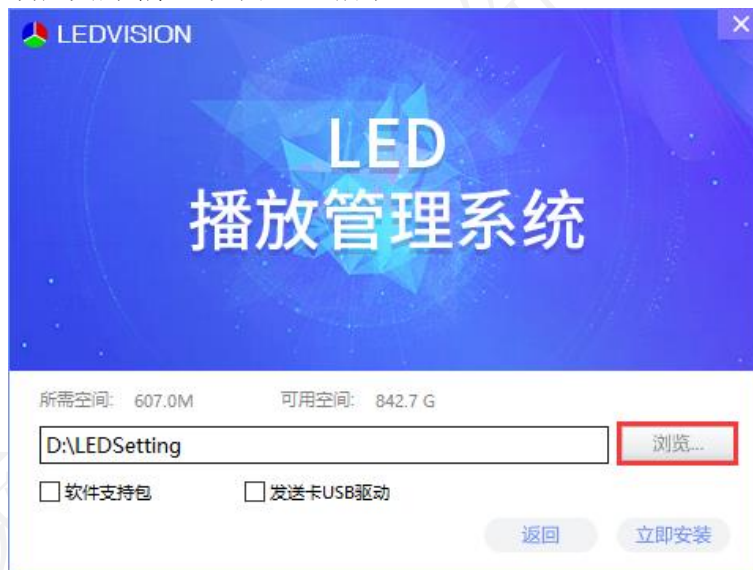 LEDVISION
LED
播放管理系统
所需空间: 607.0M 可用空间: 842.7 G
D:\LEDSetting 浏览...
软件支持包 发送卡USB驱动
返回 立即安装